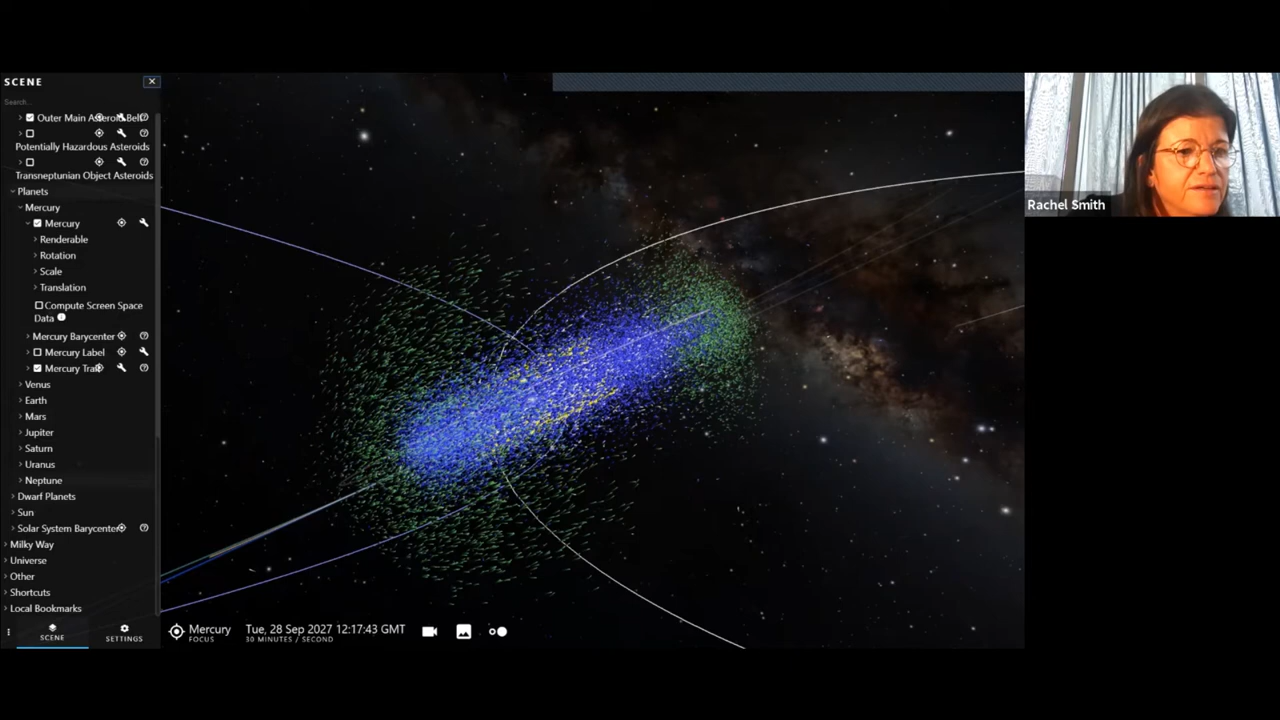 SCENE
Search...
Outer Main Asteroid Belt
Potentially Hazardous Asteroids
Transneptunian Object Asteroids
Planets
Mercury
Mercury
Renderable
Rotation
Scale
Translation
Compute Screen Space
Data
Mercury Barycenter
Mercury Label
Mercury Trail
Venus
Earth
Mars
Jupiter
Saturn
Uranus
Neptune
Dwarf Planets
Sun
Solar System Barycenter
Milky Way
Universe
Other
Shortcuts
Local Bookmarks
SCENE
SETTINGS
Mercury
FOCUS
Tue, 28 Sep 2027 12:17:43 GMT
30 MINUTES / SECOND
Rachel Smith